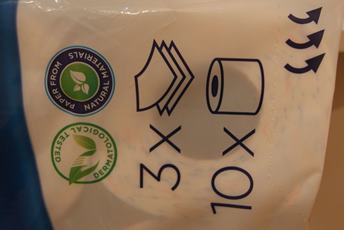 PAPER FROM
NATURAL MATERIALS
DERMATOLOGICAL TESTED
3 x
10 x